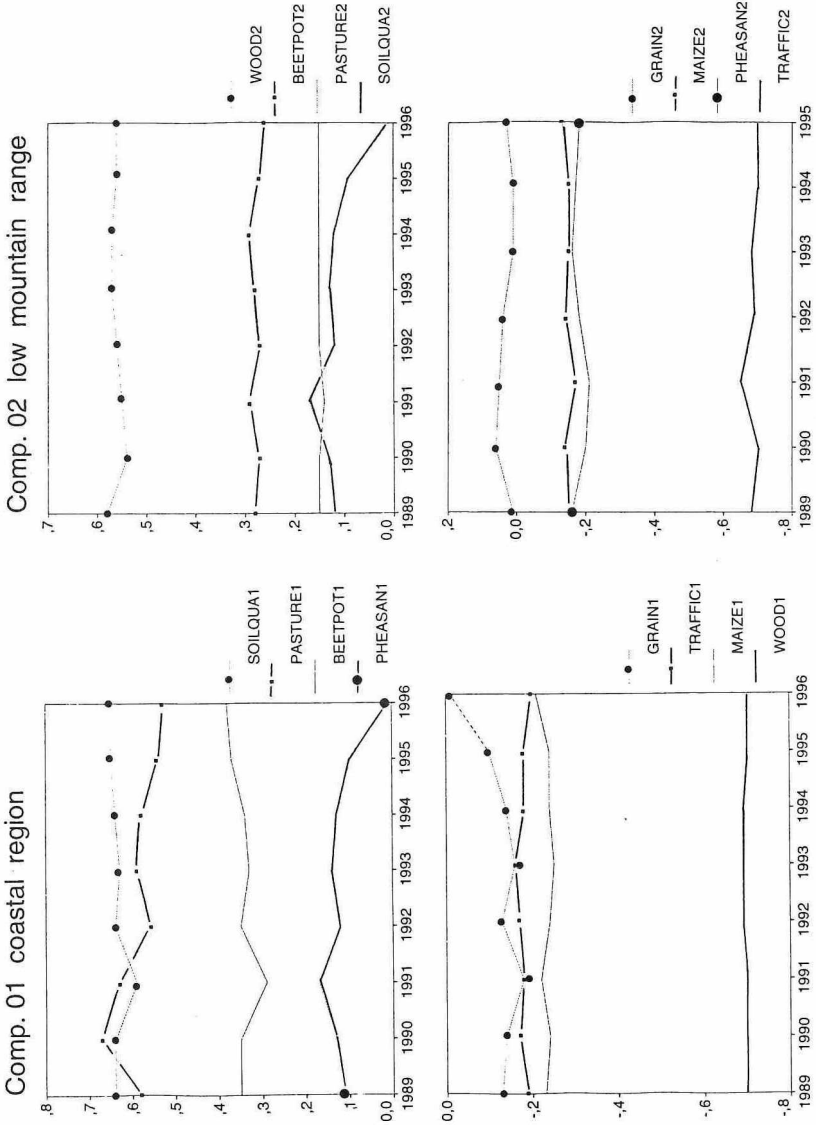 Comp. 01 coastal region
,8
,7
,6
,5
,4
,3
,2
,1
0,0
1989 1990 1991 1992 1993 1994 1995 1996
SOILQUA1
PASTURE1
BEETPOT1
PHEASAN1
Comp. 02 low mountain range
,7
,6
,5
,4
,3
,2
,1
0,0
1989 1990 1991 1992 1993 1994 1995 1996
WOOD2
BEETPOT2
PASTURE2
SOILQUA2
0,0
-,2
-,4
-,6
-,8
1989 1990 1991 1992 1993 1994 1995 1996
GRAIN1
TRAFFIC1
MAIZE1
WOOD1
,2
0,0
-,2
-,4
-,6
-,8
1989 1990 1991 1992 1993 1994 1995
GRAIN2
MAIZE2
PHEASAN2
TRAFFIC2